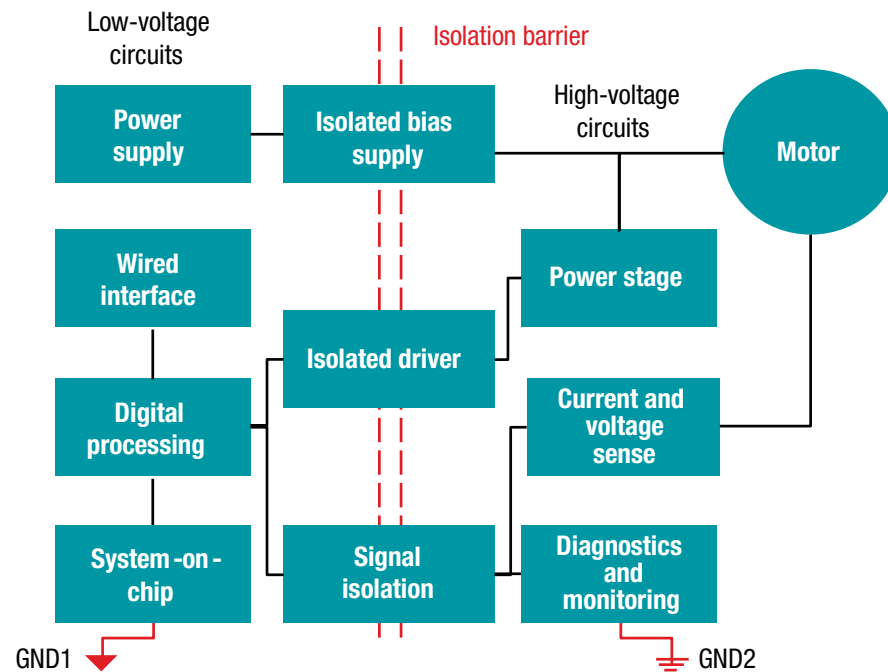 Low-voltage
circuits
Isolation barrier
Power
supply
Isolated bias
supply
High-voltage
circuits
Motor
Wired
interface
Power stage
Isolated driver
Digital
processing
Current and
voltage
sense
System-on-
chip
Signal
isolation
Diagnostics
and
monitoring
GND1
GND2